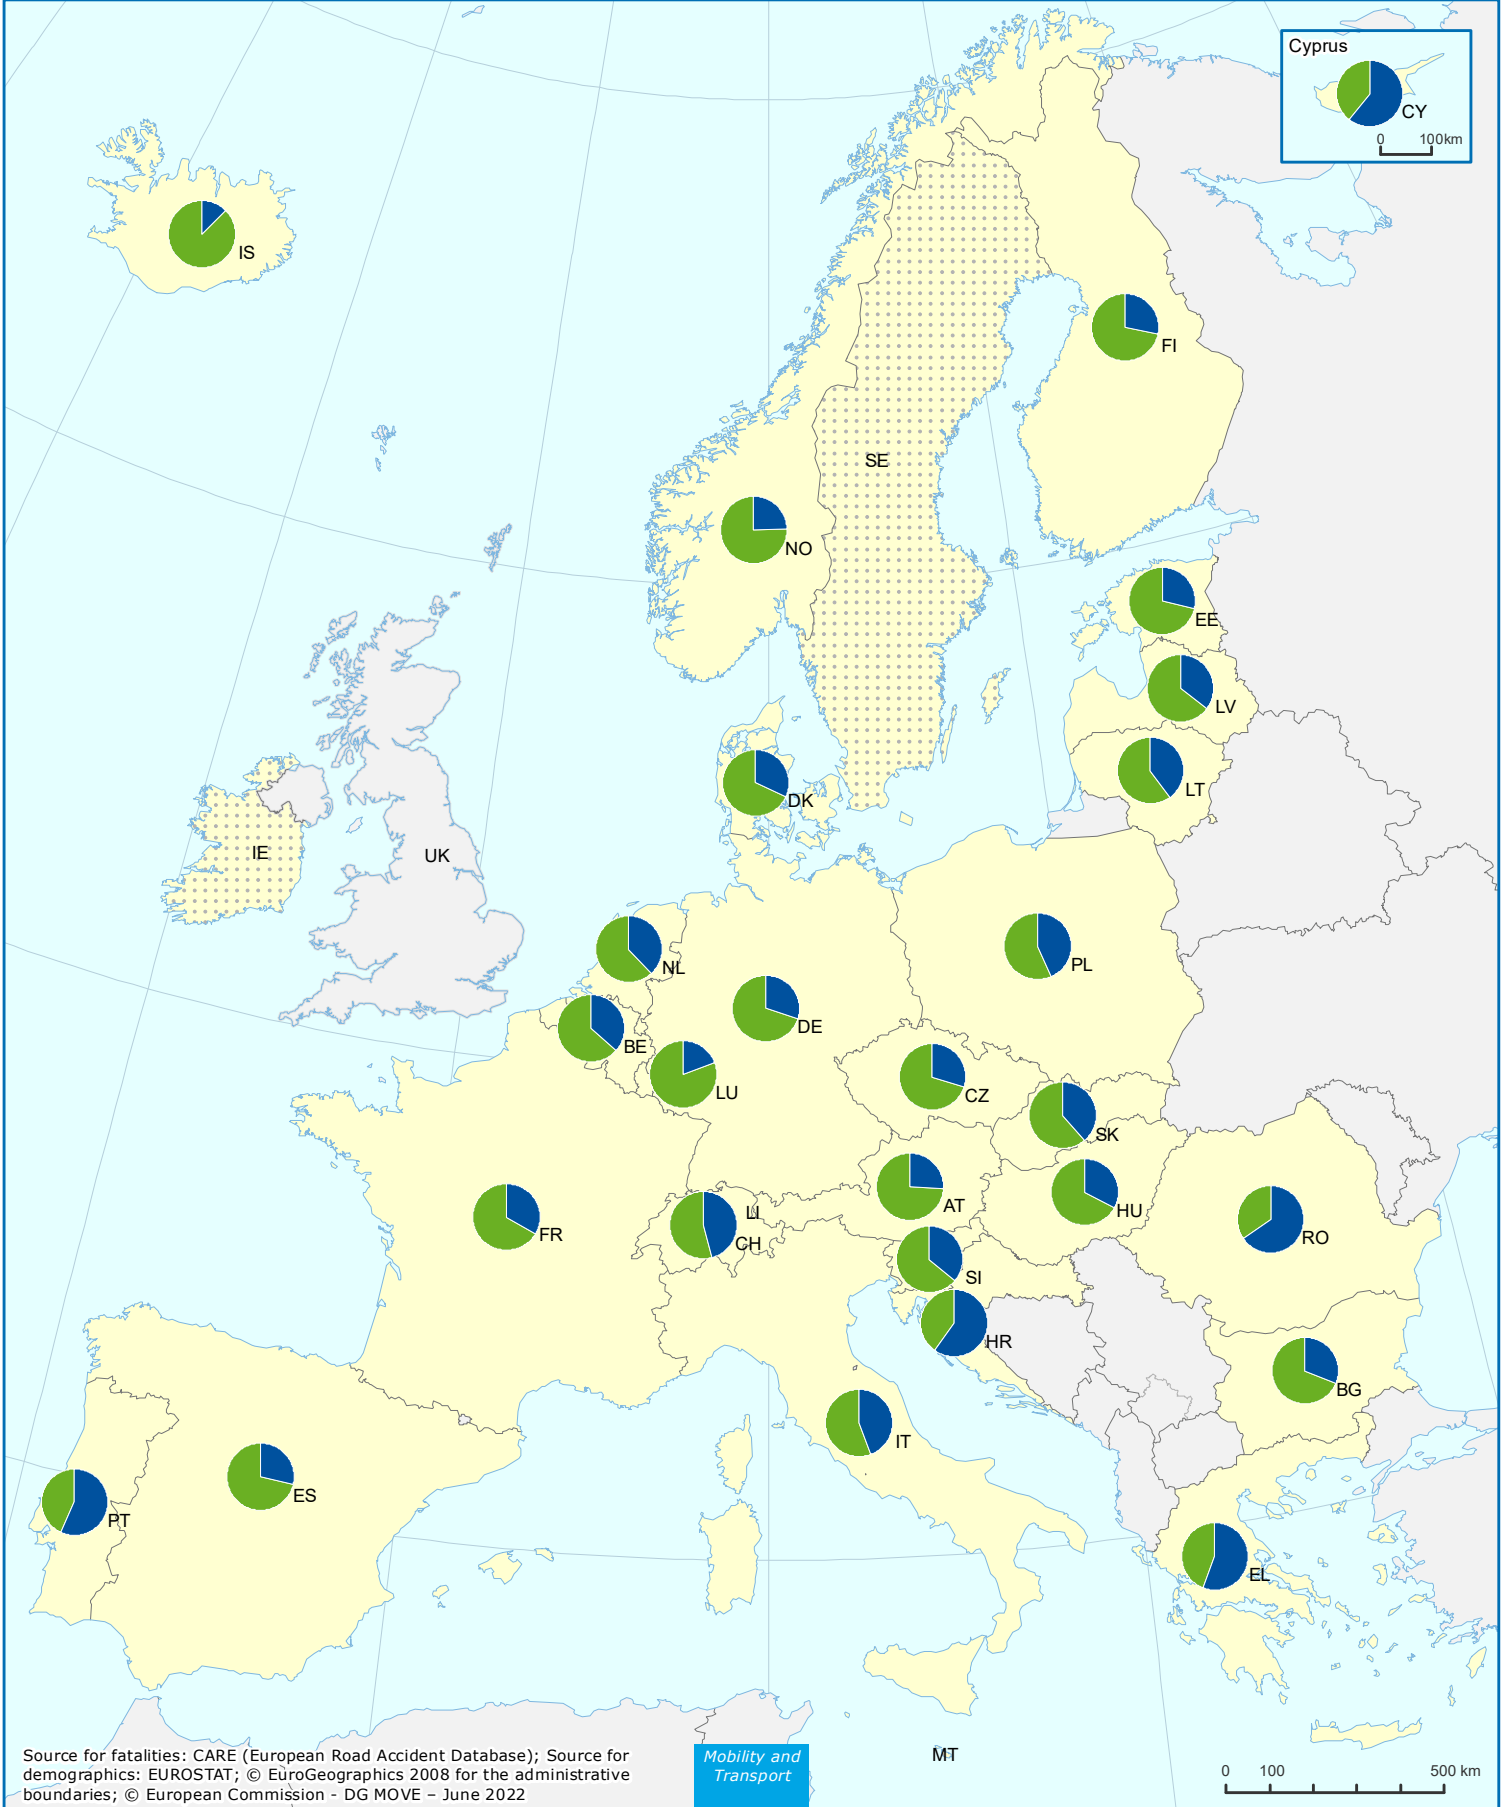 Cyprus
CY
0 100km
IS
FI
SE
NO
EE
LV
LT
DK
IE
UK
NL
PL
DE
BE
LU
CZ
SK
AT
HU
LI
CH
FR
RO
SI
HR
BG
IT
ES
PT
EL
MT
Source for fatalities: CARE (European Road Accident Database); Source for
demographics: EUROSTAT; © EuroGeographics 2008 for the administrative
boundaries; © European Commission - DG MOVE – June 2022
Mobility and
Transport
0 100 500 km